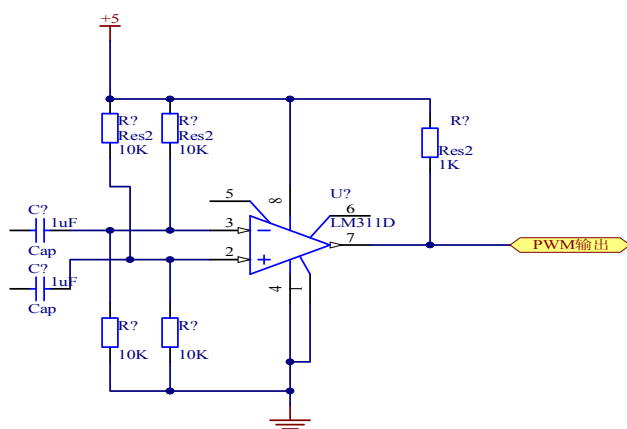 +5
R?
Res2
10K
R?
Res2
10K
R?
Res2
1K
5
8
U?
6
LM311D
7
3
2
C?
1uF
Cap
C?
1uF
Cap
4
1
R?
10K
R?
10K
PWM输出